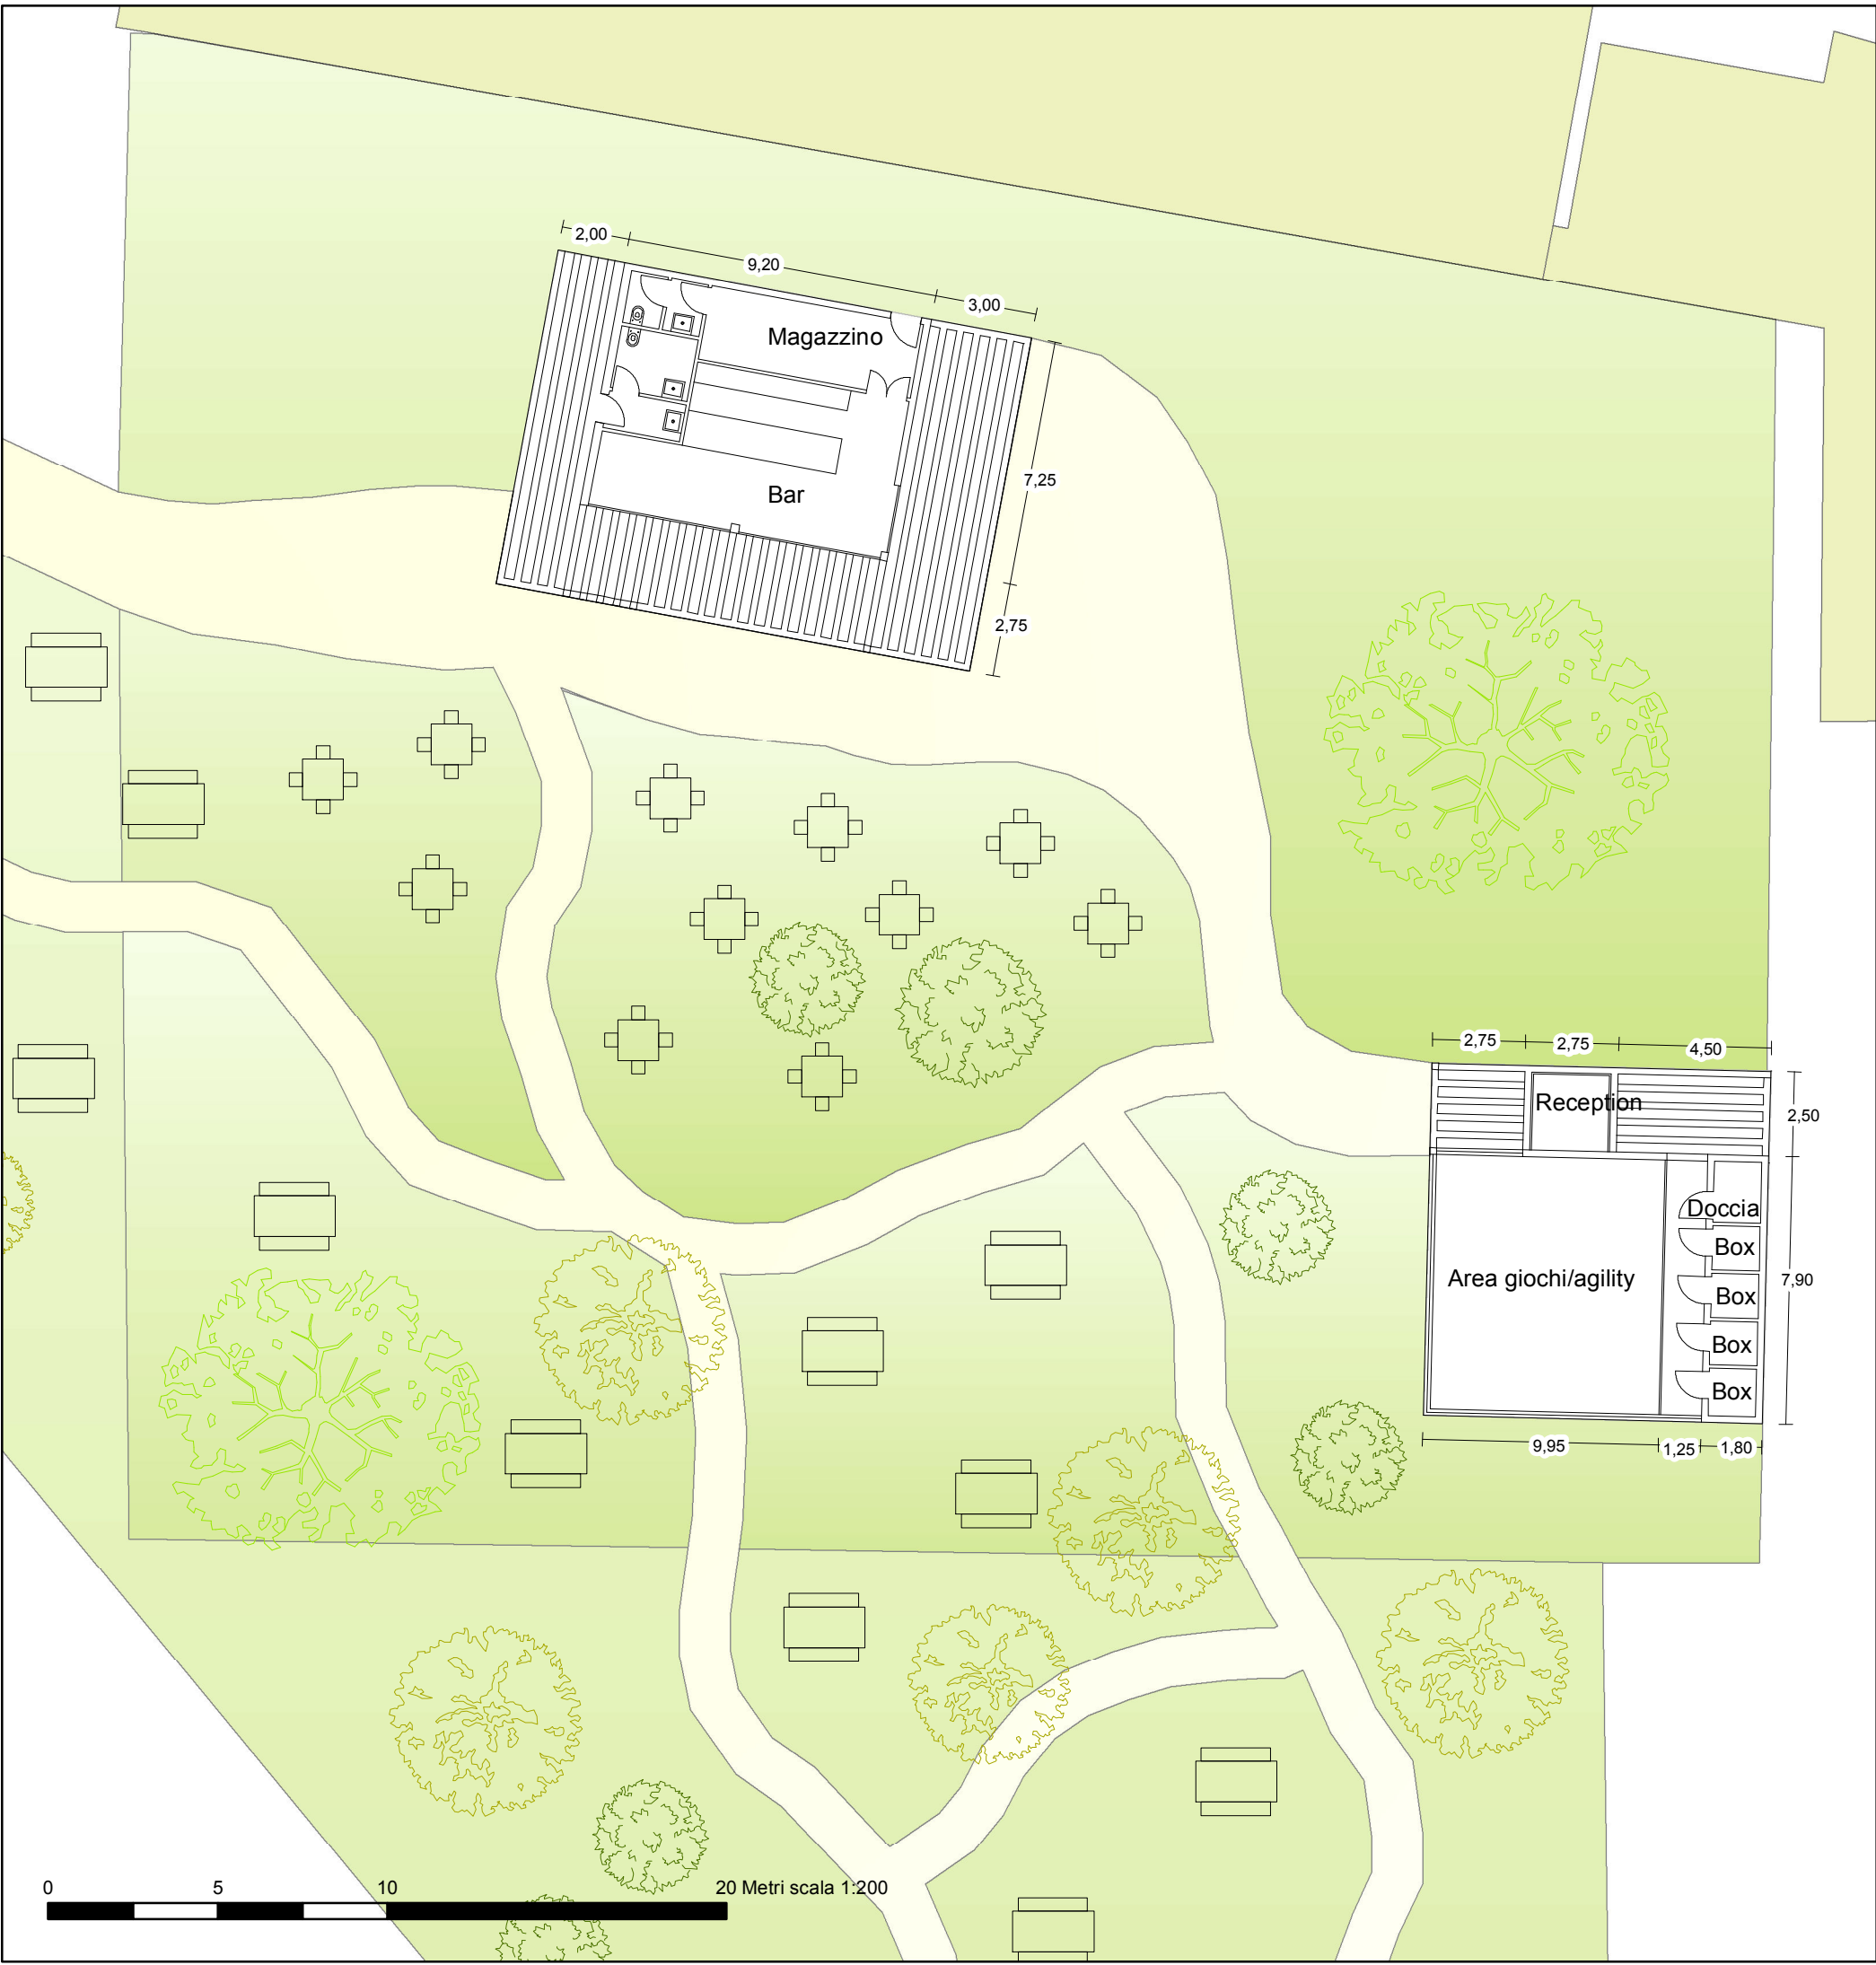 2,00
9,20
3,00
Magazzino
7,25
Bar
2,75
2,75
2,75
4,50
Reception
2,50
Doccia
Box
Area giochi/agility
7,90
Box
Box
Box
9,95
1,25
1,80
0
5
10
20 Metri scala 1:200